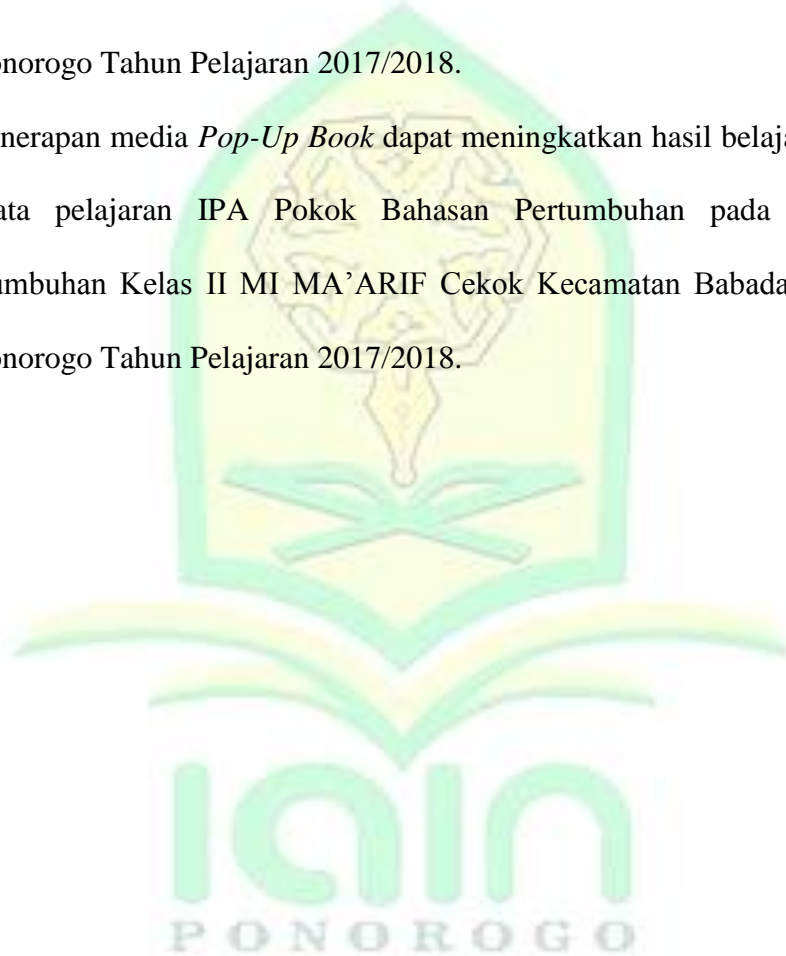 onorogo Tahun Pelajaran 2017/2018.
nerapan media Pop-Up Book dapat meningkatkan hasil belaja
ata pelajaran IPA Pokok Bahasan Pertumbuhan pada
umbuhan Kelas II MI MA’ARIF Cekok Kecamatan Babada
onorogo Tahun Pelajaran 2017/2018.
iain
PONOROGO